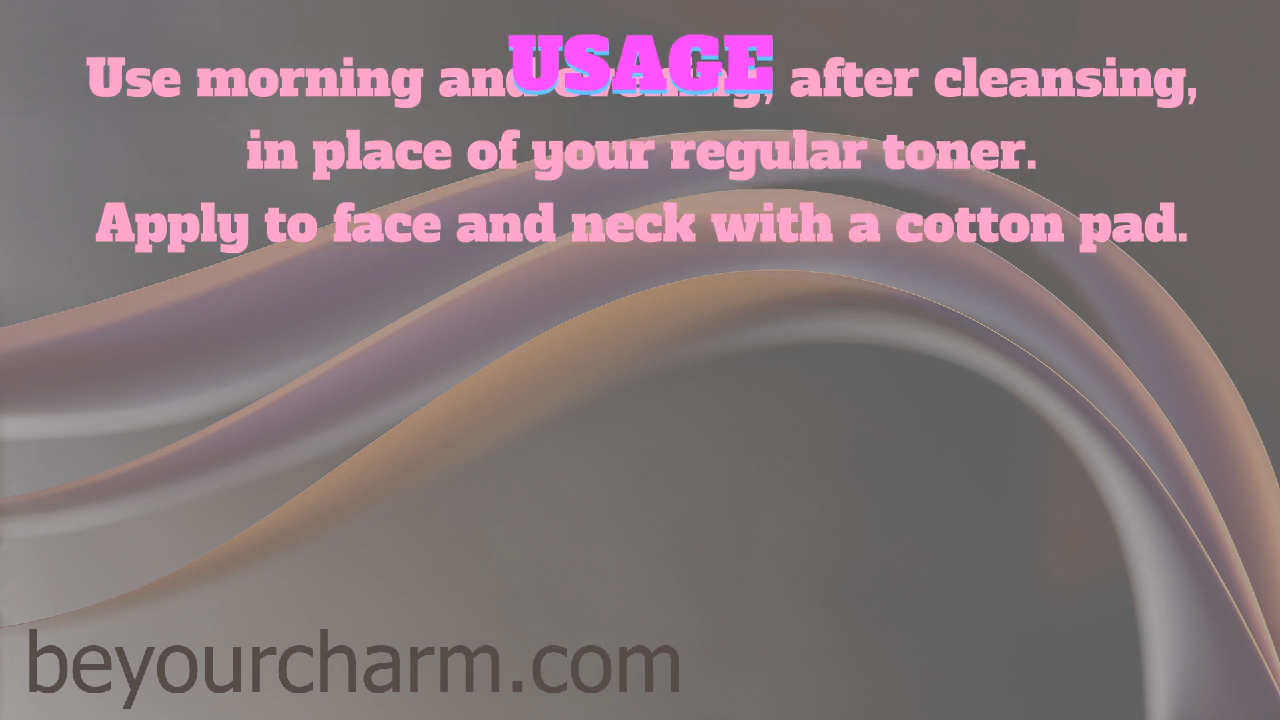 USAGE
Use morning and evening, after cleansing,
in place of your regular toner.
Apply to face and neck with a cotton pad.
beyourcharm.com